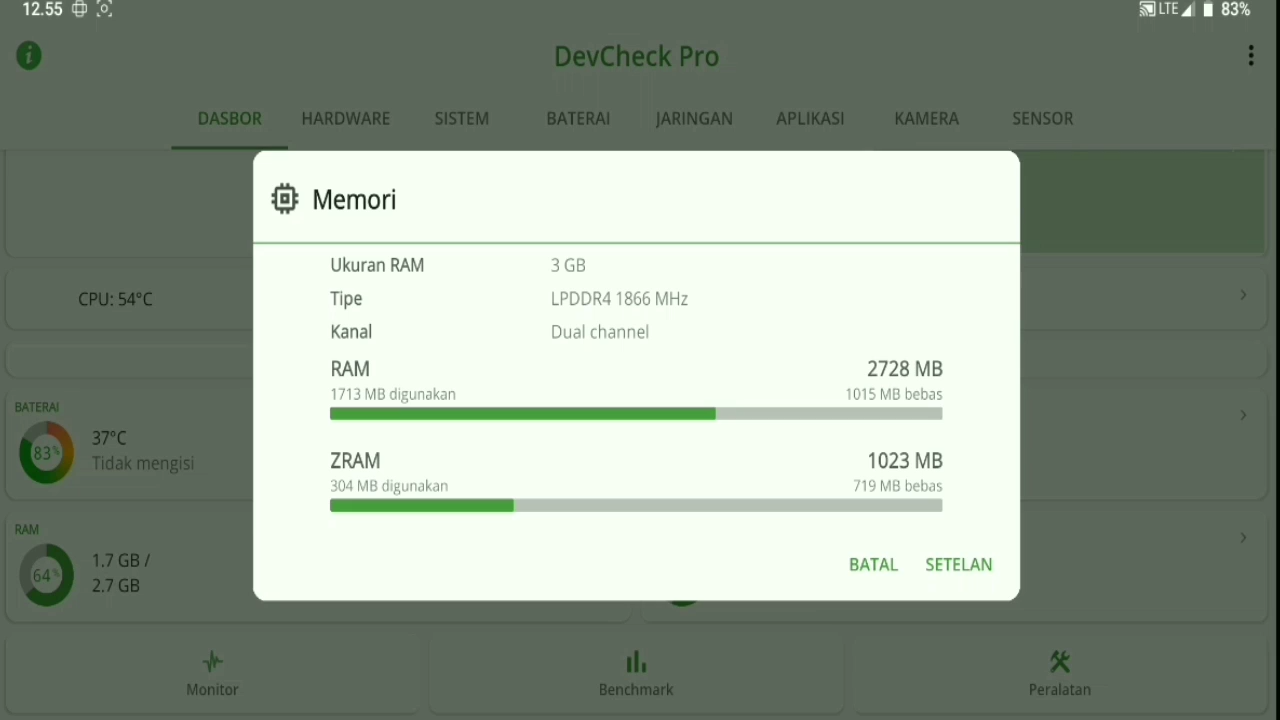 12.55
LTE 83%
DevCheck Pro
DASBOR HARDWARE SISTEM BATERAI JARINGAN APLIKASI KAMERA SENSOR
Memori
Ukuran RAM 3 GB
Tipe LPDDR4 1866 MHz
Kanal Dual channel
RAM 2728 MB
1713 MB digunakan 1015 MB bebas
ZRAM 1023 MB
304 MB digunakan 719 MB bebas
BATAL SETELAN
CPU: 54°C
BATERAI
83%
37°C
Tidak mengisi
RAM
64%
1.7 GB /
2.7 GB
Monitor Benchmark Peralatan